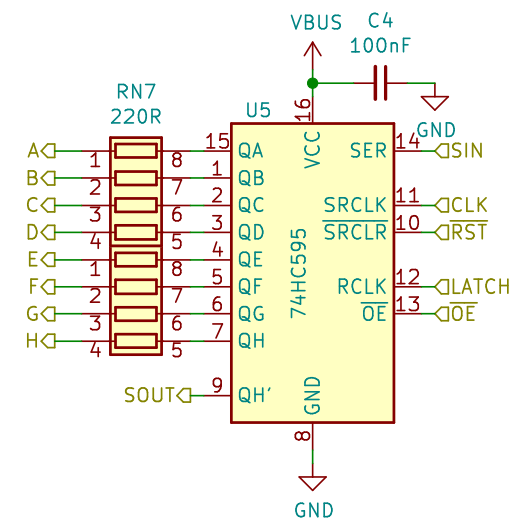 VBUS C4
100nF
RN7
220R
U5
16
GND
A 1 8 15 QA VCC SER 14 SIN
B 2 7 1 QB
C 3 6 2 QC SRCLK 11 CLK
D 4 5 3 QD SRCLR 10 RST
E 1 8 4 QE 74HC595
F 2 7 5 QF RCLK 12 LATCH
G 3 6 6 QG OE 13 OE
H 4 5 7 QH
SOUT 9 QH' GND
8
GND